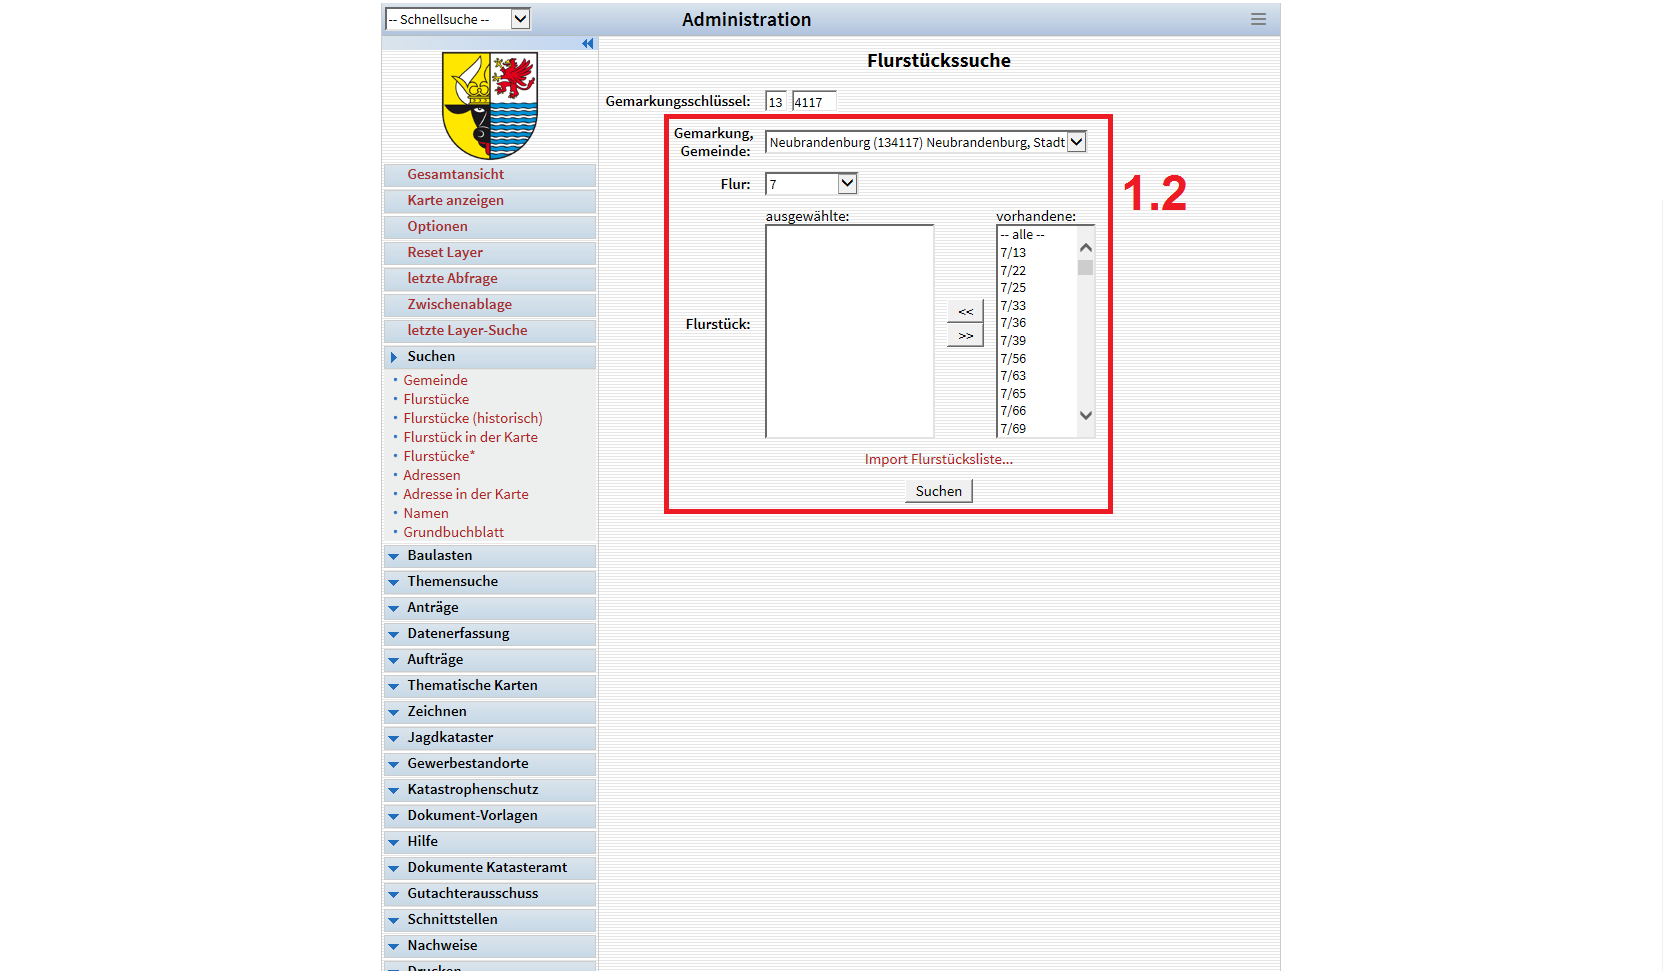 -- Schnellsuche --
Administration
Flurstückssuche
Gemarkungsschlüssel: 13 4117
Gemarkung,
Gemeinde: Neubrandenburg (134117) Neubrandenburg, Stadt
Flur: 7
1.2
ausgewählte: vorhandene:
-- alle --
7/13
7/22
7/25
7/33
7/36
7/39
7/56
7/63
7/65
7/66
7/69
Flurstück:
<<
>>
Import Flurstücksliste...
Suchen
Gesamtansicht
Karte anzeigen
Optionen
Reset Layer
letzte Abfrage
Zwischenablage
letzte Layer-Suche
Suchen
Gemeinde
Flurstücke
Flurstücke (historisch)
Flurstück in der Karte
Flurstücke*
Adressen
Adresse in der Karte
Namen
Grundbuchblatt
Baulasten
Themensuche
Anträge
Datenerfassung
Aufträge
Thematische Karten
Zeichnen
Jagdkataster
Gewerbestandorte
Katastrophenschutz
Dokument-Vorlagen
Hilfe
Dokumente Katasteramt
Gutachterausschuss
Schnittstellen
Nachweise
Drucken